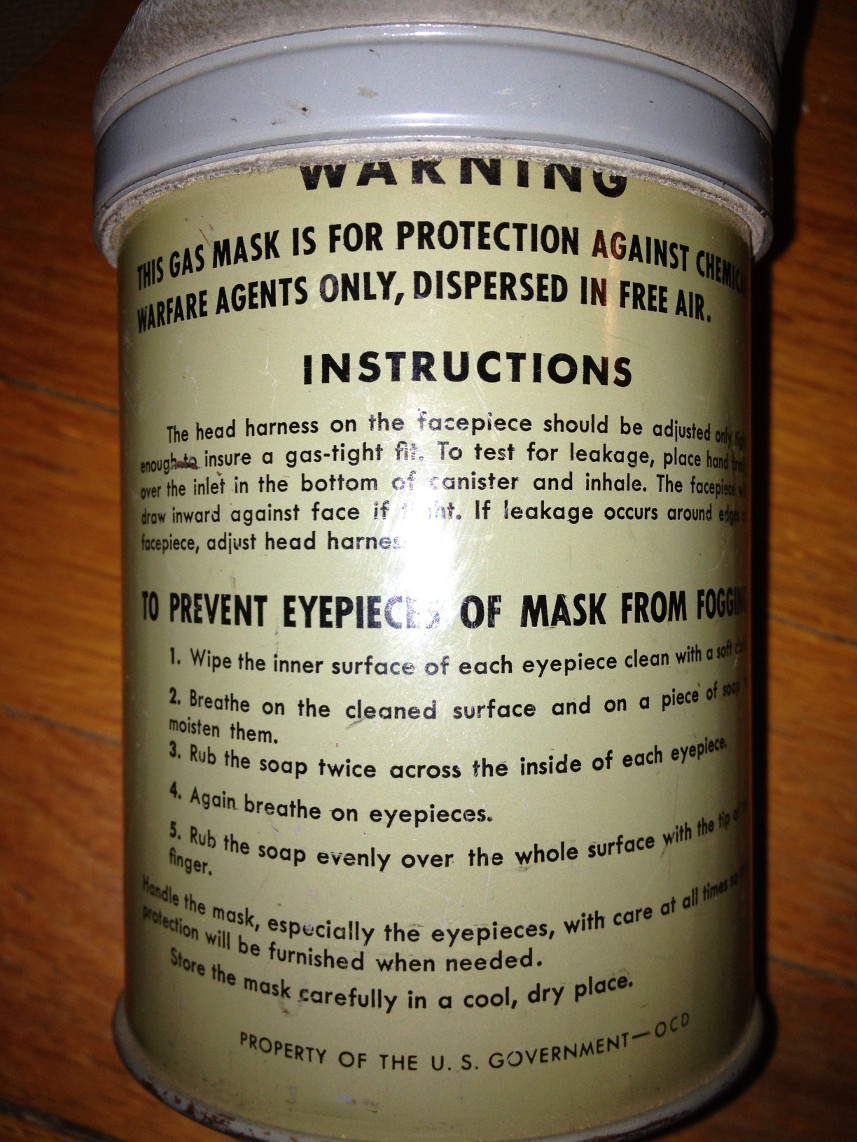 WARNING
THIS GAS MASK IS FOR PROTECTION AGAINST
WARFARE AGENTS ONLY, DISPERSED IN FREE AIR.
INSTRUCTIONS
The head harness on the facepiece should be adjusted only
enough to insure a gas-tight fit. To test for leakage, place hand
over the inlet in the bottom of canister and inhale. The facepiece
draw inward against face if tight. If leakage occurs around edges
facepiece, adjust head
TO PREVENT EYEPIECES OF MASK FROM
1. Wipe the inner surface of each eyepiece clean with a soft
2. Breathe on the cleaned surface and on a piece of soap
moisten them.
3. Rub the soap twice across the inside of each eyepiece.
4. Again breathe on eyepieces.
5. Rub the soap evenly over the whole surface with the tip of
finger.
Handle the mask, especially the eyepieces, with care at all times
protection will be furnished when needed.
Store the mask carefully in a cool, dry place.
PROPERTY OF THE U. S. GOVERNMENT—OCD